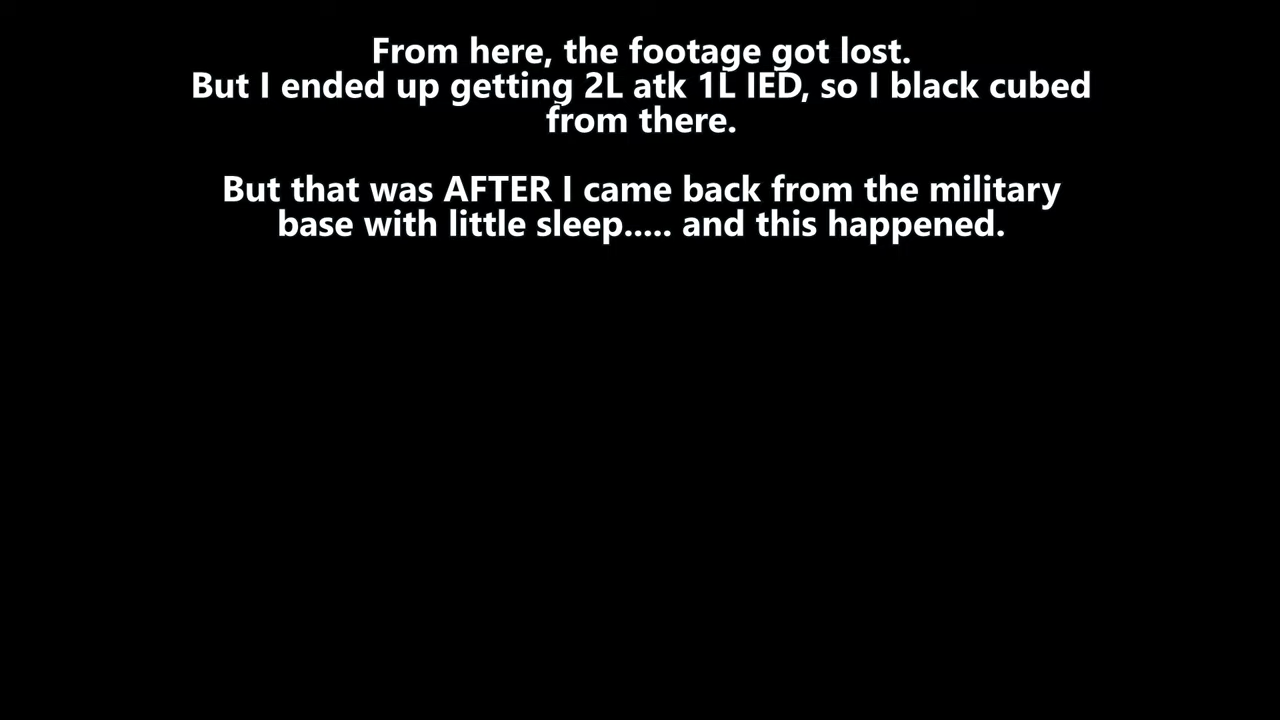 From here, the footage got lost.
But I ended up getting 2L atk 1L IED, so I black cubed
from there.
But that was AFTER I came back from the military
base with little sleep..... and this happened.